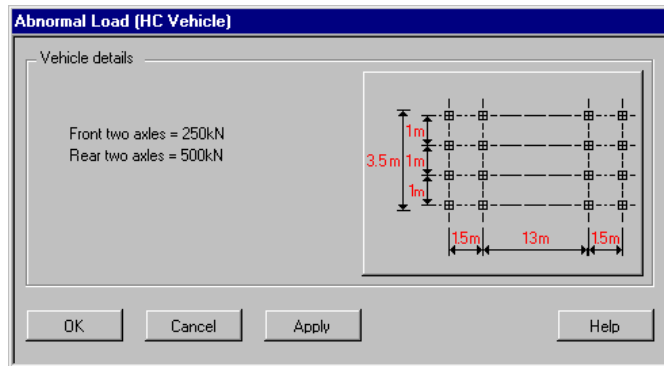 Abnormal Load (HC Vehicle)
Vehicle details
Front two axles = 250kN
Rear two axles = 500kN
1m
3.5m 1m
1m
1.5m 13m 1.5m
OK Cancel Apply Help